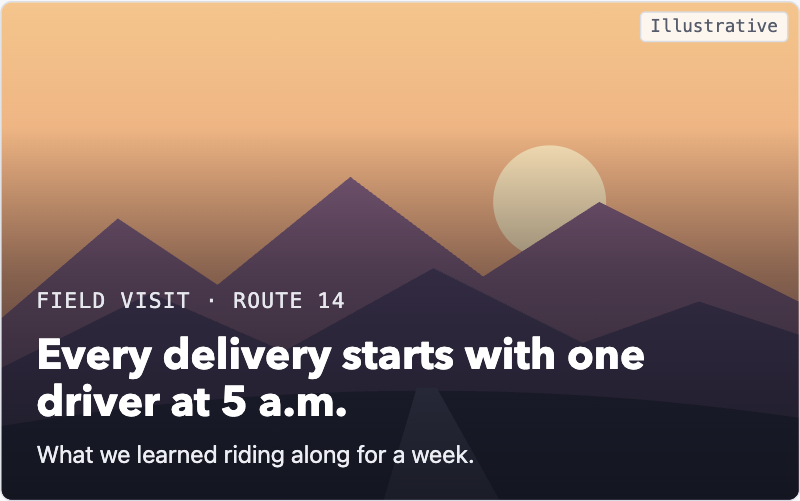 Illustrative
FIELD VISIT · ROUTE 14
Every delivery starts with one
driver at 5 a.m.
What we learned riding along for a week.